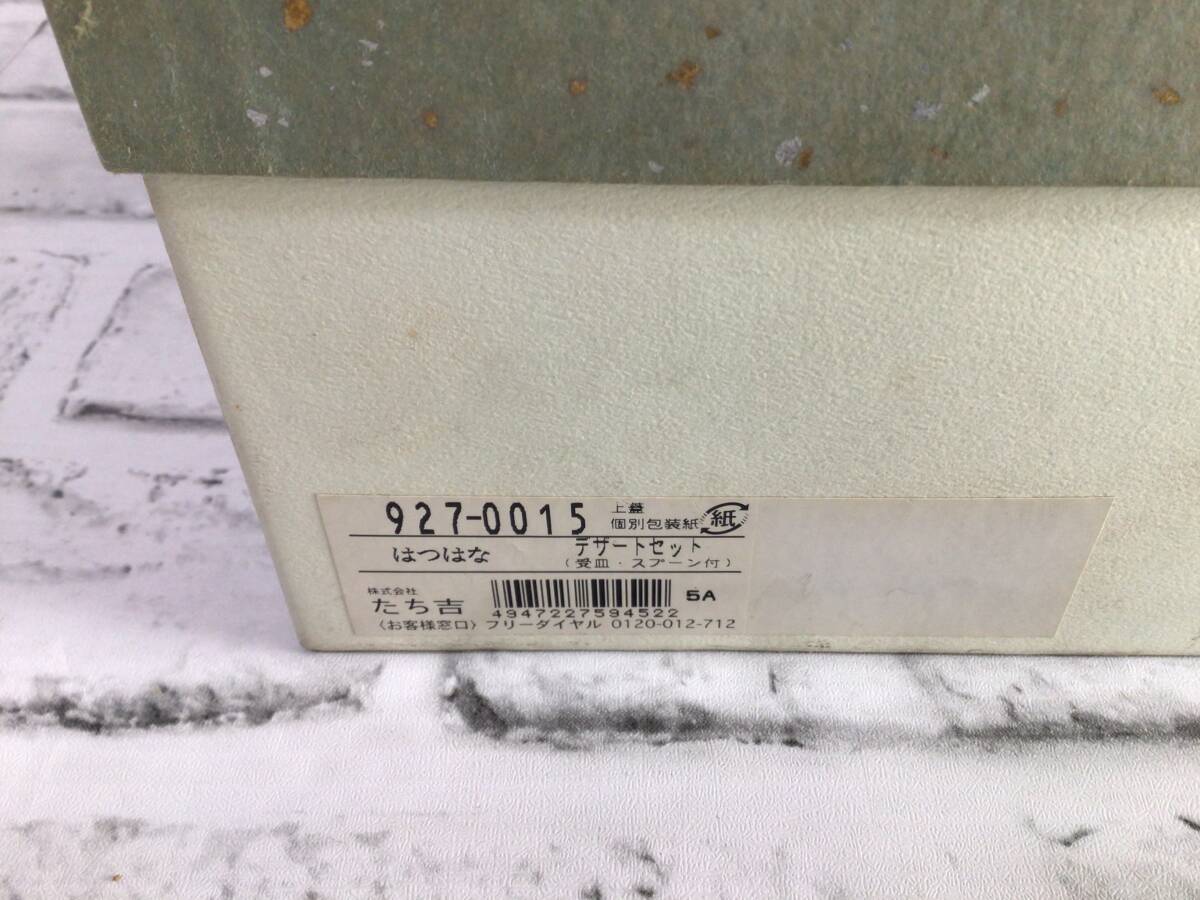 927-0015
上蓋
個別包装紙 紙
はつはな デザートセット
(受皿・スプーン付)
株式会社
たち吉
4947227594522
5A
〈お客様窓口〉フリーダイヤル 0120-012-712